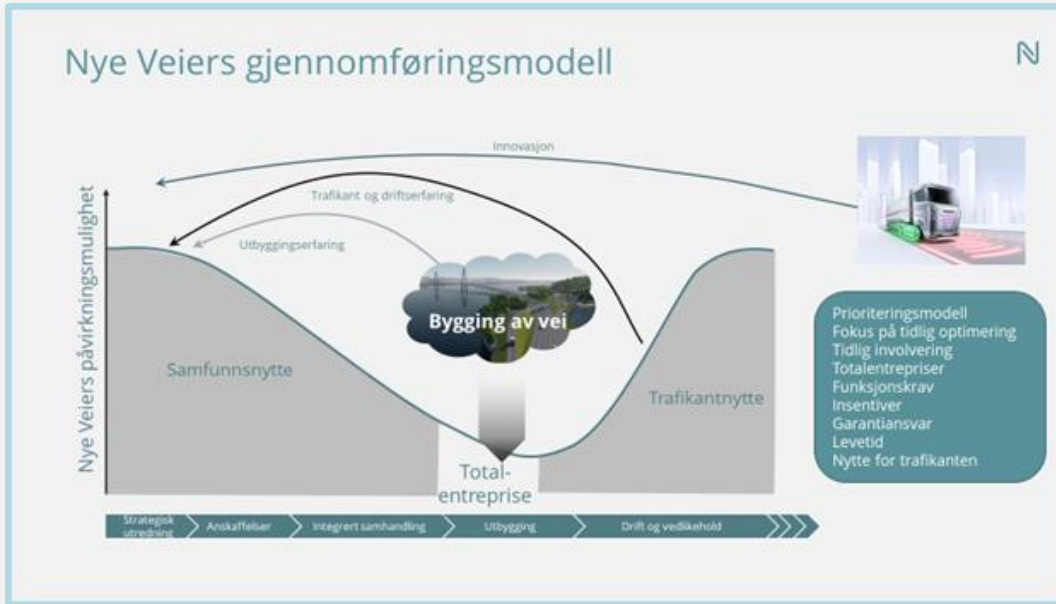 Nye Veiers gjennomføringsmodell
Innovasjon
Trafikant og driftserfaring
Utbyggingserfaring
Nye Veiers påvirkningsmulighet
Bygging av vei
Samfunnsnytte
Trafikantnytte
Total-
entreprise
Strategisk
utredning
Anskaffelser
Integrert samhandling
Utbygging
Drift og vedlikehold
Prioriteringsmodell
Fokus på tidlig optimering
Tidlig involvering
Totalentrepriser
Funksjonskrav
Insentiver
Garantiansvar
Levetid
Nytte for trafikanten